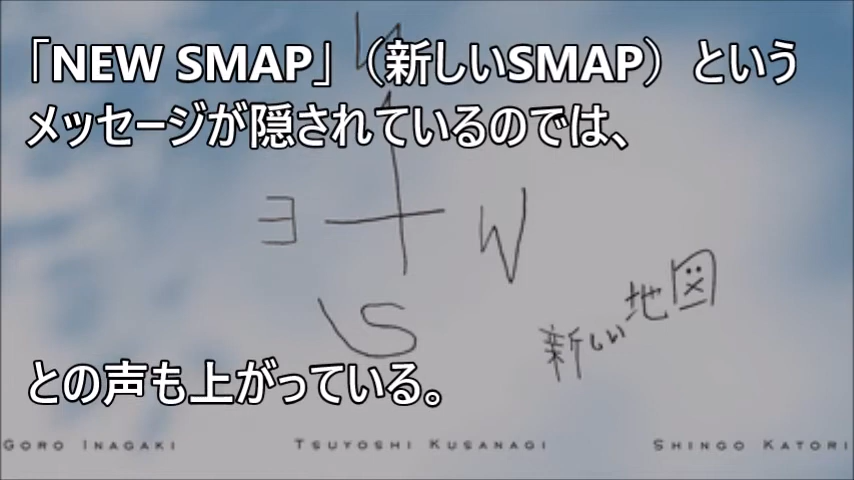 「NEW SMAP」（新しいSMAP）という
メッセージが隠されているのでは、
N
E W
S
新しい地図
との声も上がっている。
GORO INAGAKI TSUYOSHI KUSANAGI SHINGO KATORI